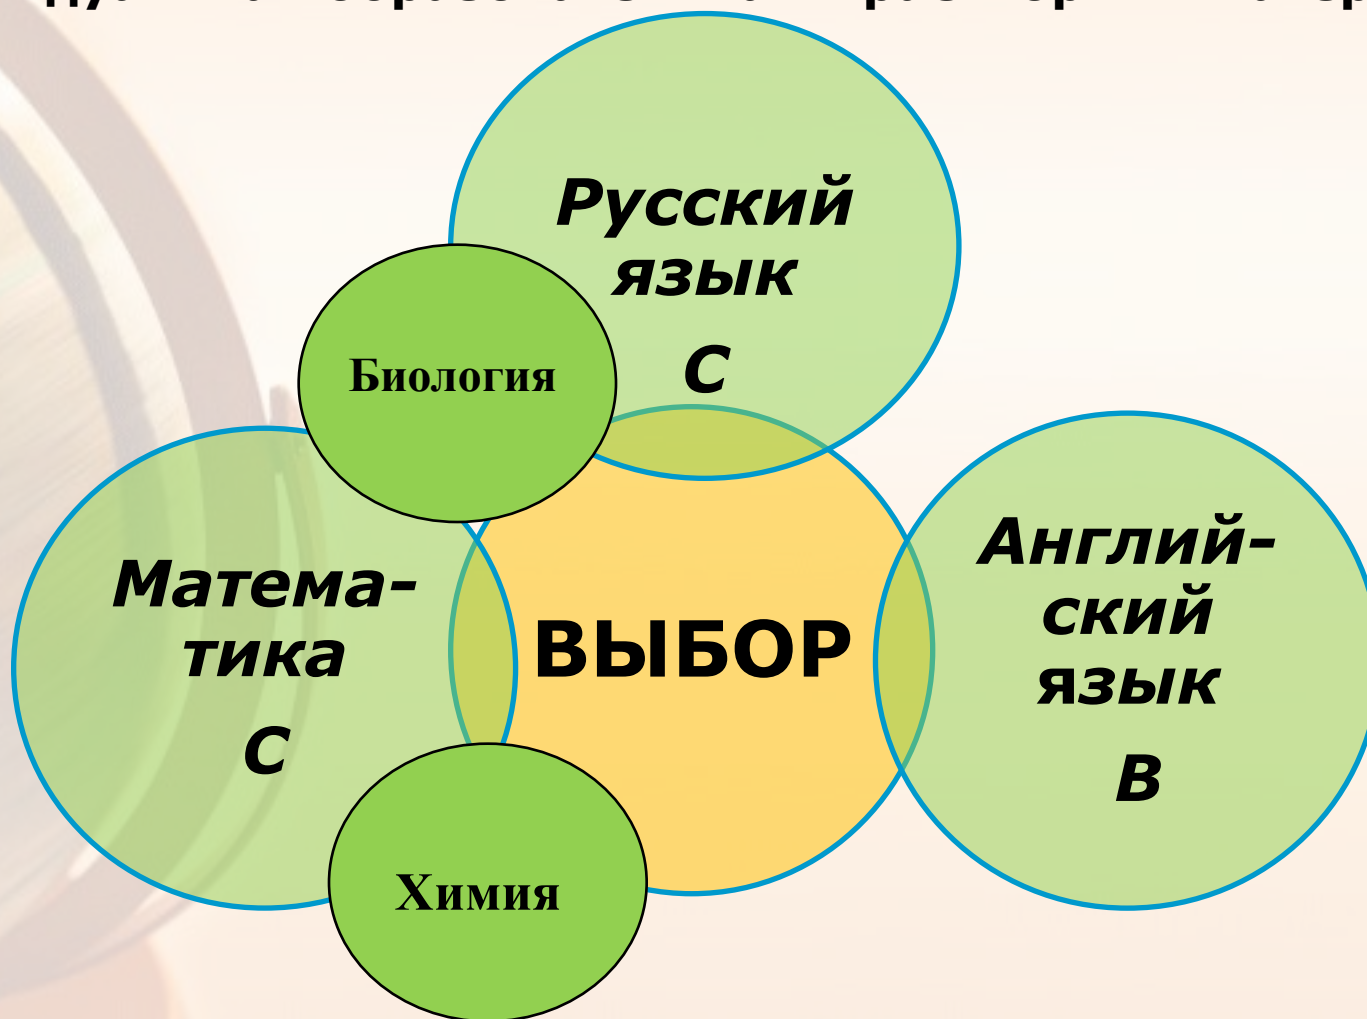 Русский
язык
С
Биология
Матема-
тика
С
ВЫБОР
Англий-
ский
язык
В
Химия